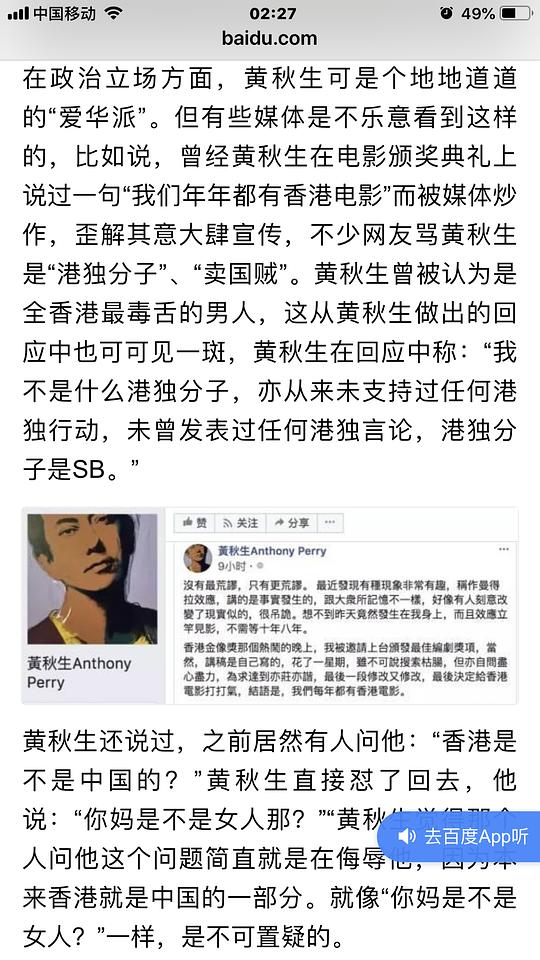 中国移动
02:27
49%
baidu.com
在政治立场方面，黄秋生可是个地地道道
的“爱华派”。但有些媒体是不乐意看到这样
的，比如说，曾经黄秋生在电影颁奖典礼上
说过一句“我们年年都有香港电影”而被媒体炒
作，歪解其意大肆宣传，不少网友骂黄秋生
是“港独分子”、“卖国贼”。黄秋生曾被认为是
全香港最毒舌的男人，这从黄秋生做出的回
应中也可可见一斑，黄秋生在回应中称：“我
不是什么港独分子，亦从来未支持过任何港
独行动，未曾发表过任何港独言论，港独分
子是SB。”
赞
关注
分享
···
黃秋生Anthony Perry
9小时 ·
···
沒有最荒謬，只有更荒謬。 最近發現有種現象非常有趣，稱作曼得
拉效應，講的是事實發生的，跟大衆所記憶不一樣，好像有人刻意改
變了現實似的，很吊詭。想不到昨天竟然發生在我身上，而且效應立
竿見影，不需等十年八年。
香港金像獎那個熱鬧的晚上，我被邀請上台頒發最佳編劇獎項，當
然，講稿是自己寫的，花了一星期，雖不可說搜索枯腸，但亦自問盡
心盡力，為求達到亦莊亦諧，最後一段修改又修改，最後決定給香港
電影打打氣，結語是，我們每年都有香港電影。
黃秋生Anthony
Perry
黄秋生还说过，之前居然有人问他：“香港是
不是中国的？”黄秋生直接怼了回去，他
说：“你妈是不是女人那？”“黄秋生觉得那个
去百度App听
人问他这个问题简直就是在侮辱他，因为本
来香港就是中国的一部分。就像“你妈是不是
女人？”一样，是不可置疑的。